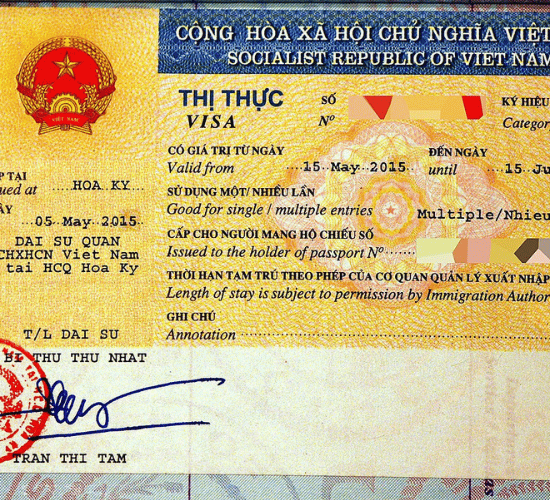 CỘNG HÒA XÃ HỘI CHỦ NGHĨA VIỆT
SOCIALIST REPUBLIC OF VIET NAM
VIỆT NAM
THỊ THỰC
VISA
SỐ
Nº
KÝ HIỆU
Categor
CÓ GIÁ TRỊ TỪ NGÀY
Valid from 15 May 2015
ĐẾN NGÀY
until 15 Ju
SỬ DỤNG MỘT/ NHIỀU LẦN
Good for single / multiple entries Multiple/Nhieu
CẤP CHO NGƯỜI MANG HỘ CHIẾU SỐ
Issued to the holder of passport Nº
THỜI HẠN TẠM TRÚ THEO PHÉP CỦA CƠ QUAN QUẢN LÝ XUẤT NHẬP
Length of stay is subject to permission by Immigration Author
GHI CHÚ
Annotation
P TẠI
ued at HOA KY
ÀY
05 May 2015
DAI SU QUAN
CHXHCN Viet Nam
tai HCQ Hoa Ky
T/L DAI SU
BI THU THU NHAT
TRAN THI TAM